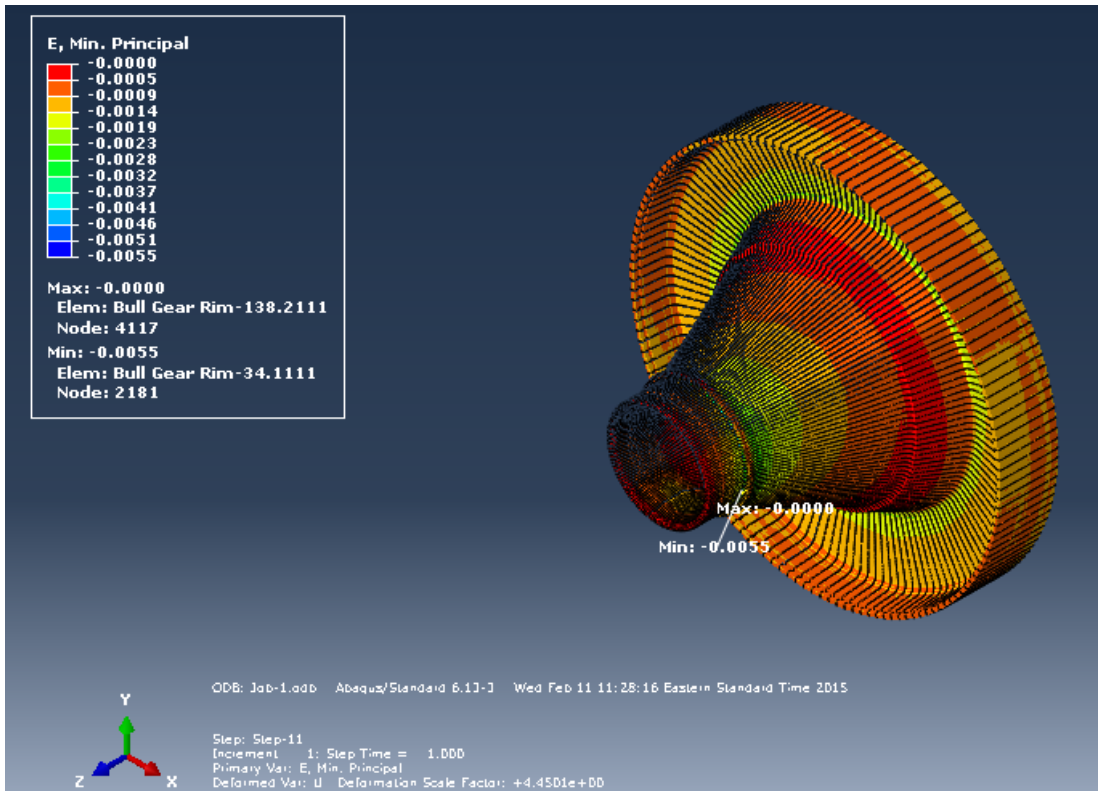 E, Min. Principal
-0.0000
-0.0005
-0.0009
-0.0014
-0.0019
-0.0023
-0.0028
-0.0032
-0.0037
-0.0041
-0.0046
-0.0051
-0.0055
Max: -0.0000
Elem: Bull Gear Rim-138.2111
Node: 4117
Min: -0.0055
Elem: Bull Gear Rim-34.1111
Node: 2181
Max: -0.0000
Min: -0.0055
ODB: Job-1.odb Abaqus/Standard 6.13-3 Wed Feb 11 11:28:16 Eastern Standard Time 2015
Y
Z X
Step: Step-11
Increment 1: Step Time = 1.000
Primary Var: E, Min. Principal
Deformed Var: U Deformation Scale Factor: +4.4501e+00